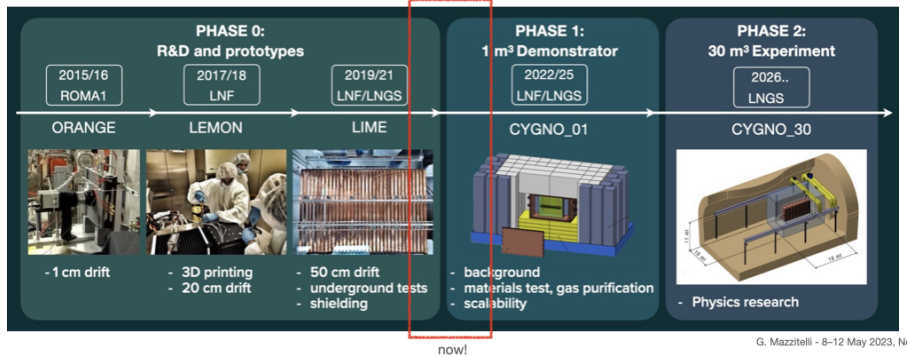 PHASE 0:
R&D and prototypes
2015/16
ROMA1
2017/18
LNF
2019/21
LNF/LNGS
ORANGE
LEMON
LIME
- 1 cm drift
- 3D printing
- 20 cm drift
- 50 cm drift
- underground tests
- shielding
PHASE 1:
1 m³ Demonstrator
2022/25
LNF/LNGS
CYGNO_01
- background
- materials test, gas purification
- scalability
PHASE 2:
30 m³ Experiment
2026..
LNGS
CYGNO_30
- Physics research
now!
G. Mazzitelli - 8–12 May 2023, Ne